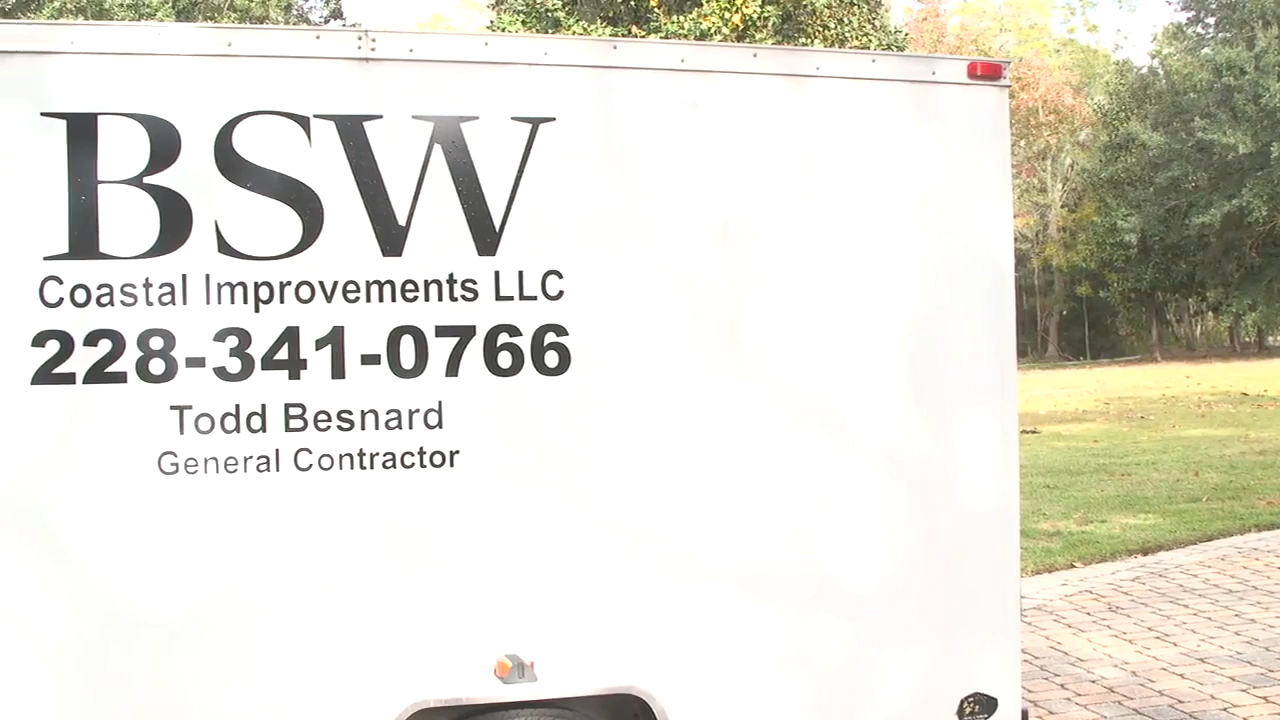 BSW
Coastal Improvements LLC
228-341-0766
Todd Besnard
General Contractor